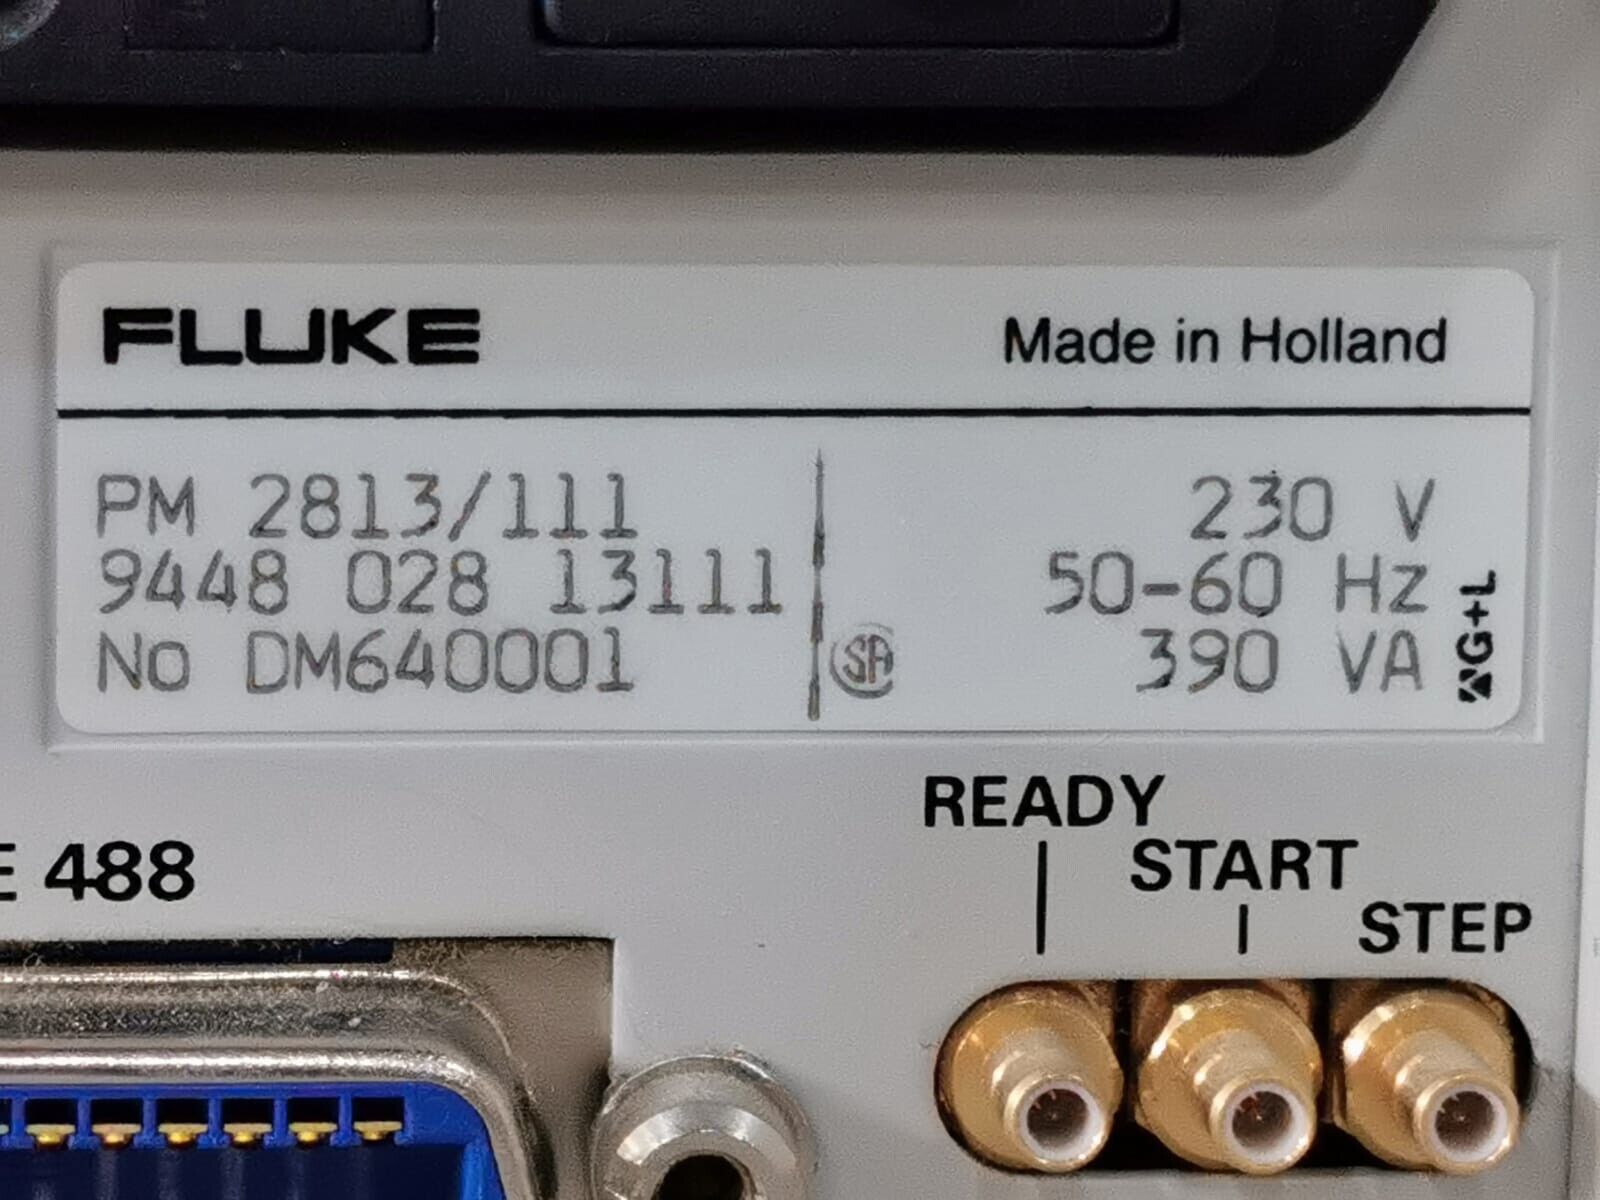 FLUKE Made in Holland
PM 2813/111 230 V
9448 028 13111 50-60 Hz
No DM640001 SA 390 VA
G+L
READY
START
STEP
E 488